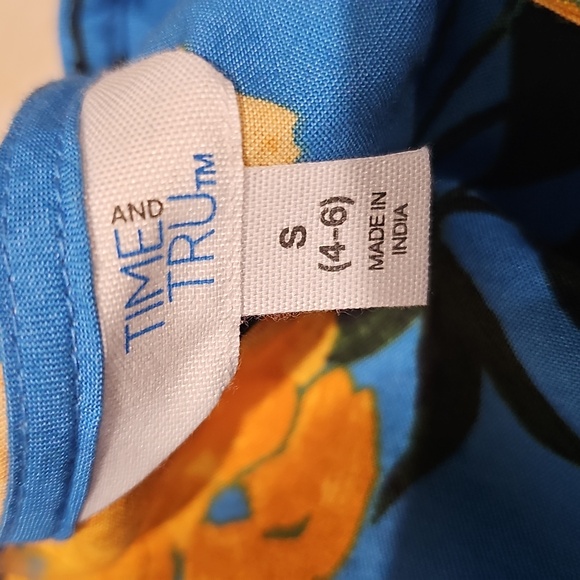 TIME
AND
TRU™
S
(4-6)
MADE IN
INDIA